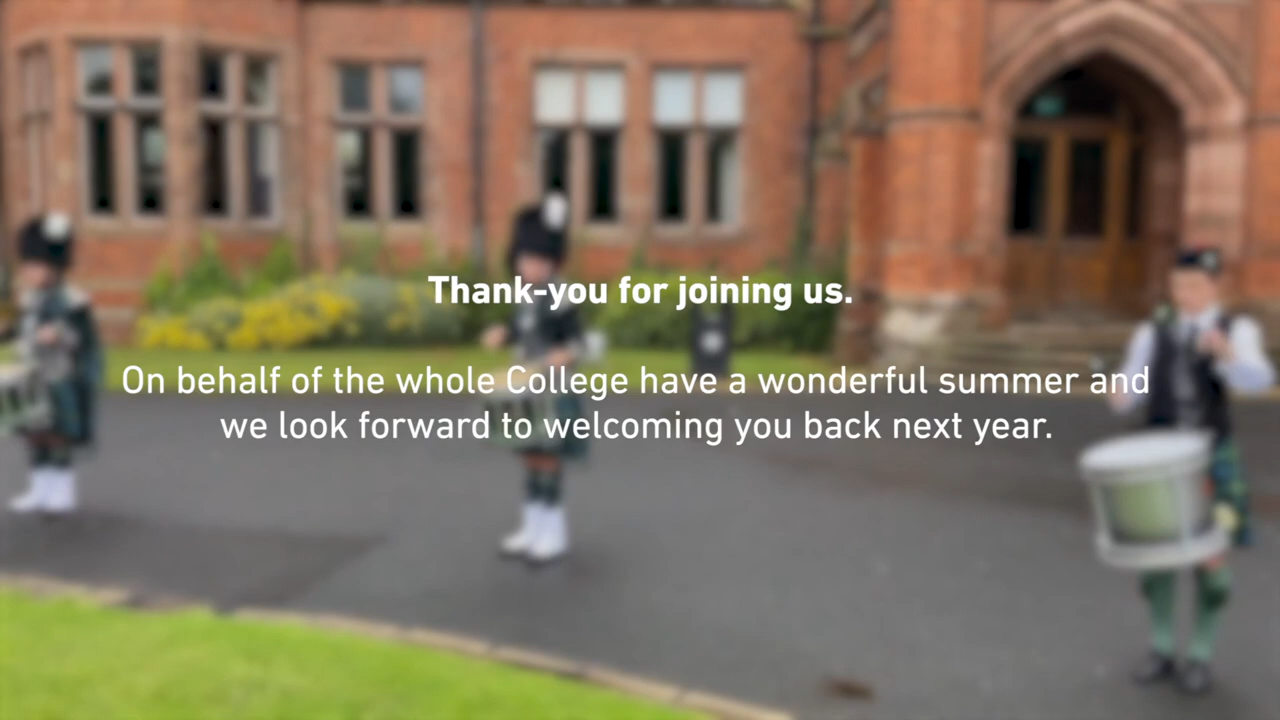 Thank-you for joining us.
On behalf of the whole College have a wonderful summer and
we look forward to welcoming you back next year.